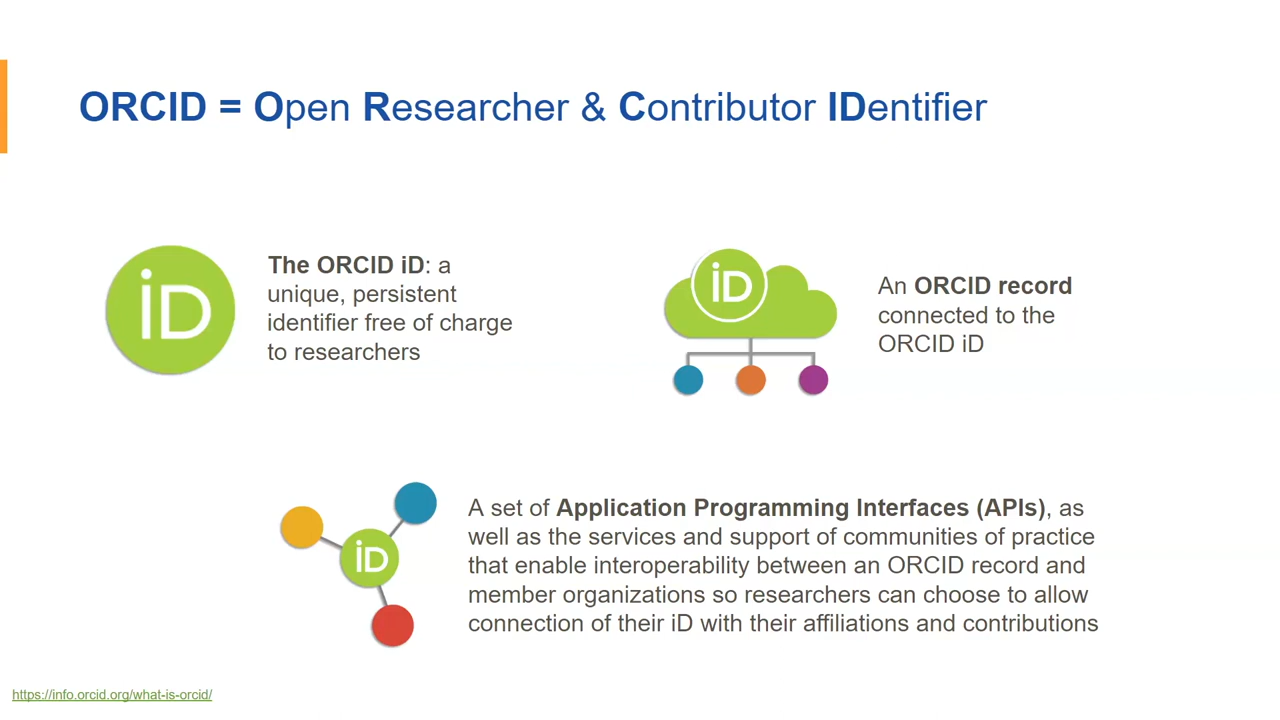 ORCID = Open Researcher & Contributor IDentifier
iD
The ORCID iD: a
unique, persistent
identifier free of charge
to researchers
iD
An ORCID record
connected to the
ORCID iD
iD
A set of Application Programming Interfaces (APIs), as
well as the services and support of communities of practice
that enable interoperability between an ORCID record and
member organizations so researchers can choose to allow
connection of their iD with their affiliations and contributions
https://info.orcid.org/what-is-orcid/